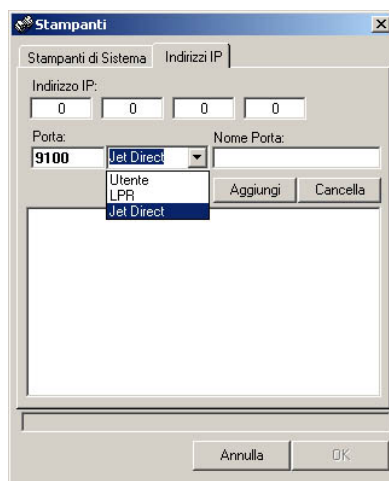 Stampanti
Stampanti di Sistema Indirizzi IP
Indirizzo IP:
0 0 0 0
Porta: Nome Porta:
9100 Jet Direct
Utente
LPR
Jet Direct
Aggiungi Cancella
Annulla OK